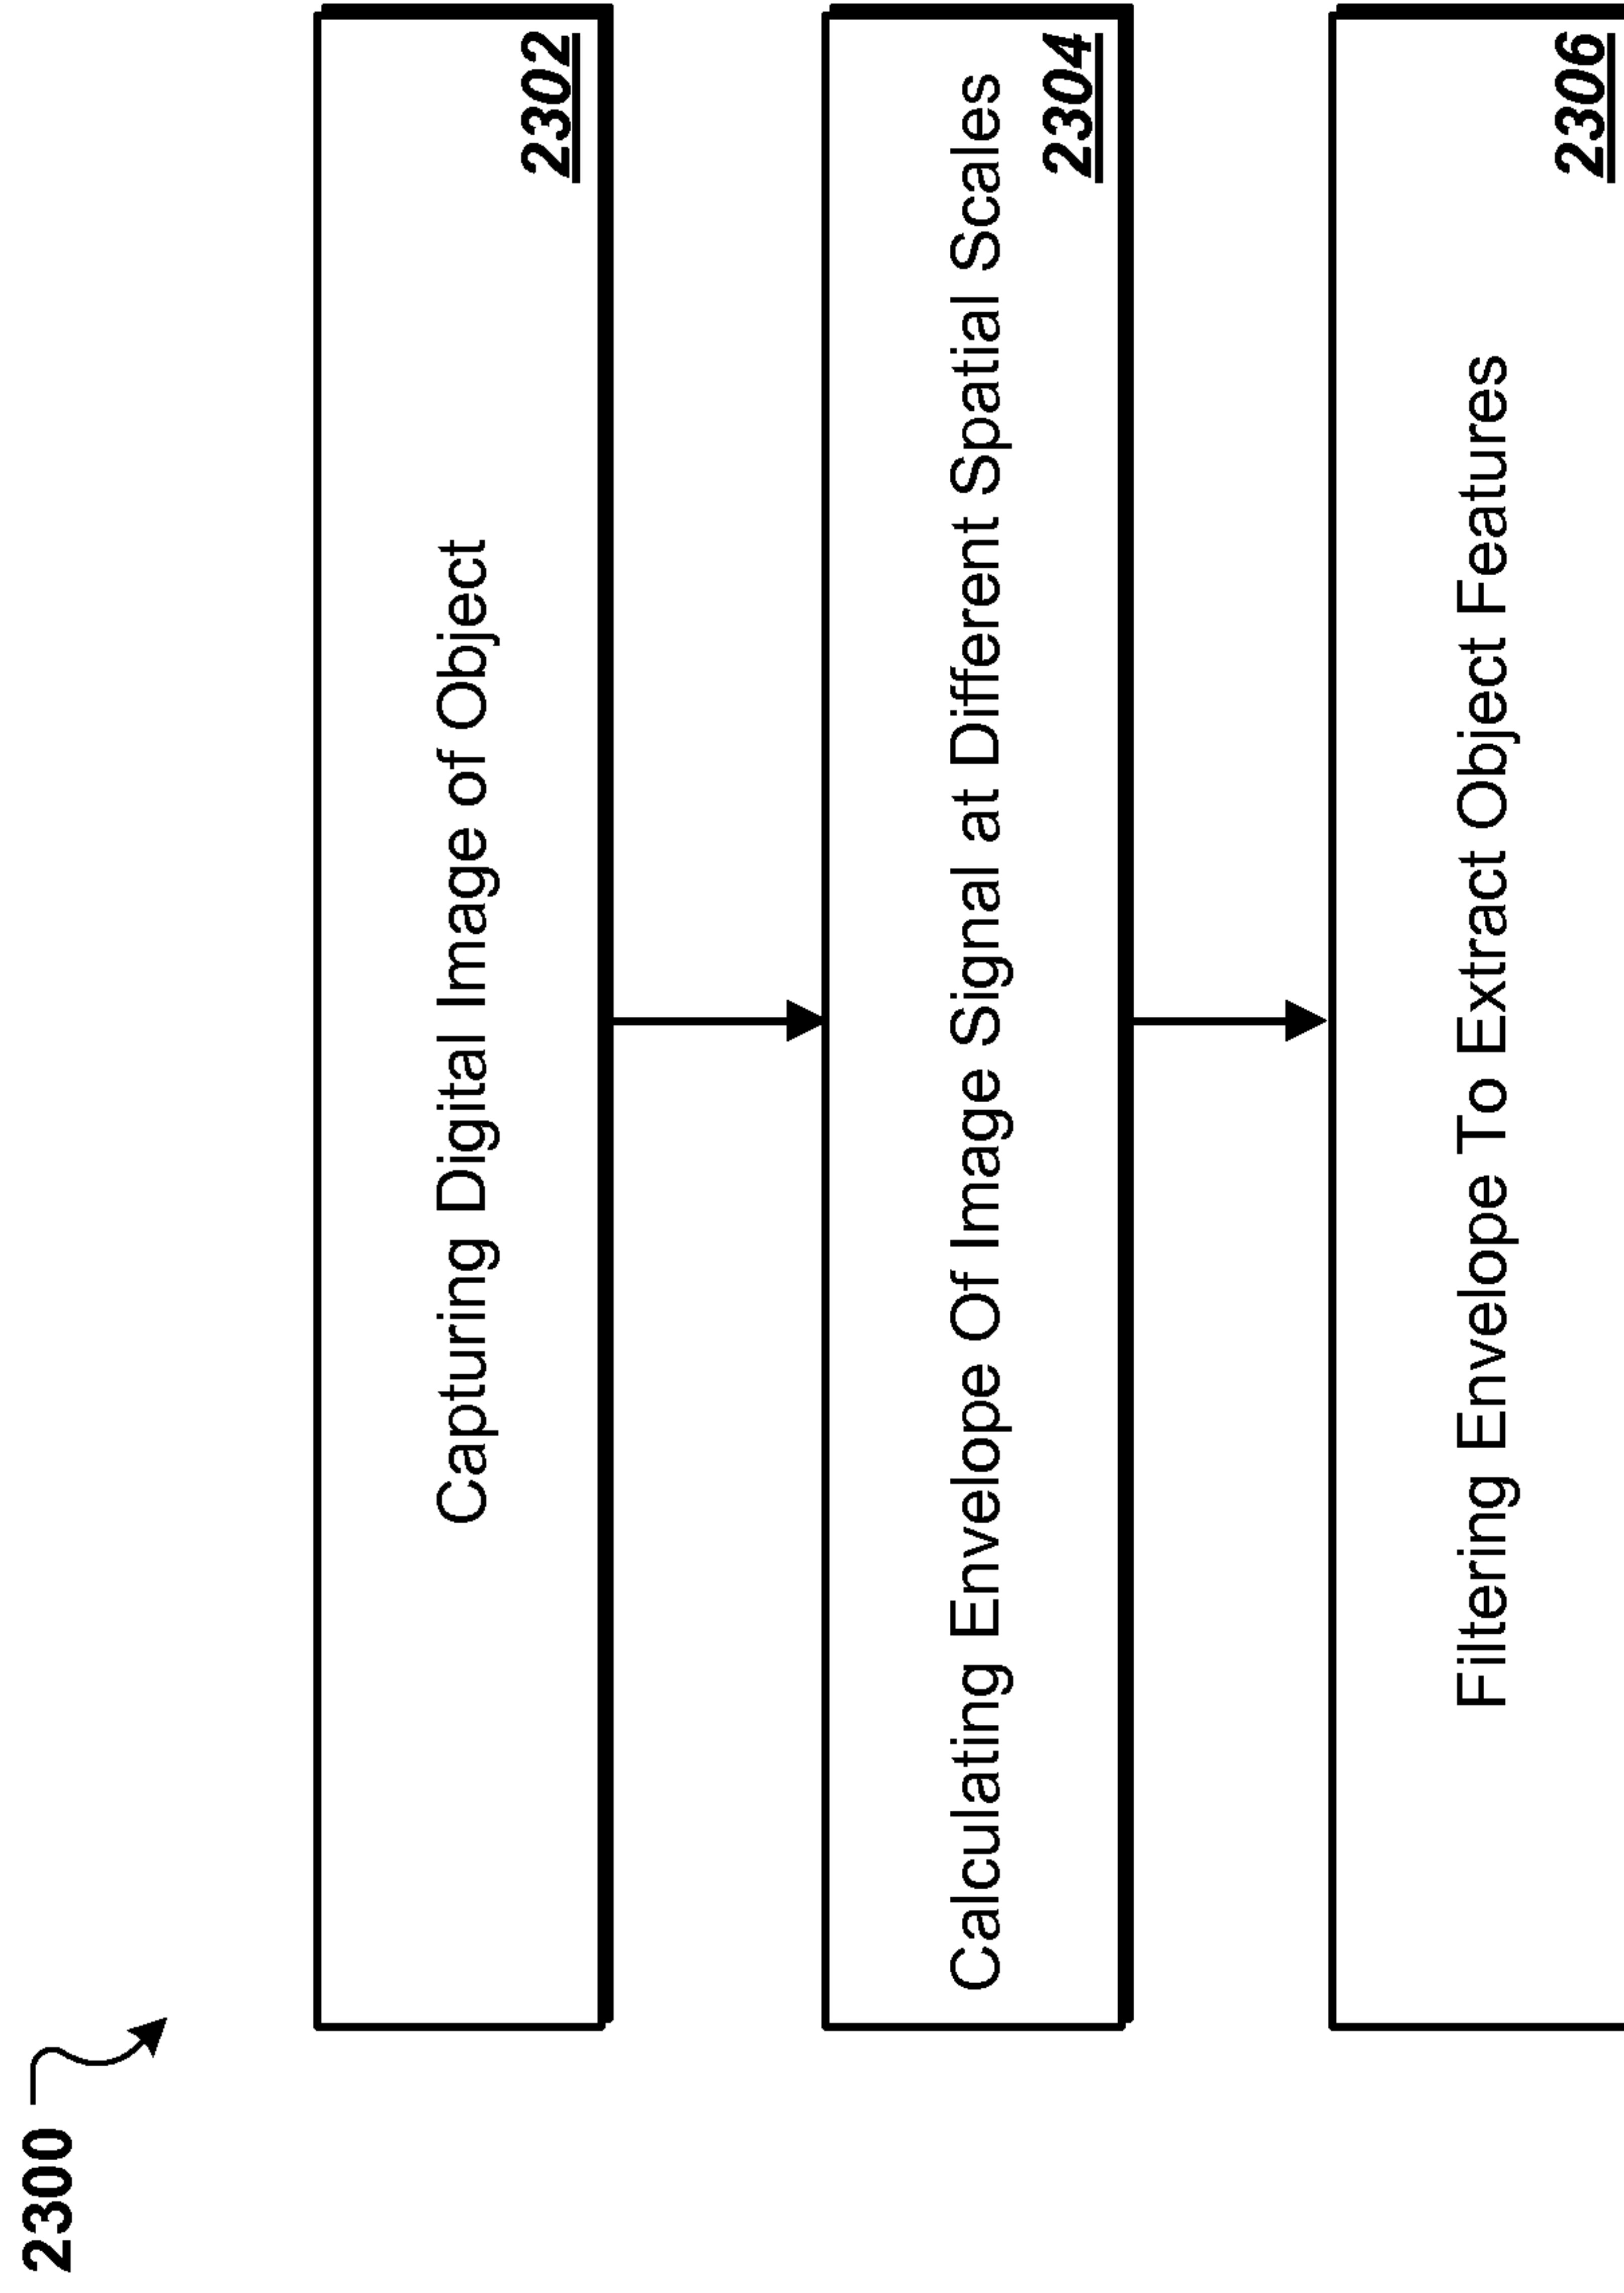 2300
Capturing Digital Image of Object
2302
Calculating Envelope Of Image Signal at Different Spatial Scales
2304
Filtering Envelope To Extract Object Features
2306